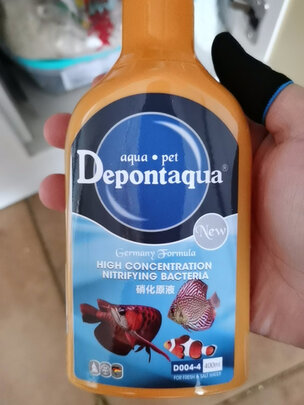 aqua • pet
Depontaqua®
New
Germany Formula
HIGH CONCENTRATION
NITRIFYING BACTERIA
硝化原液
D004-4 400ml
FOR FRESH & SALT WATER